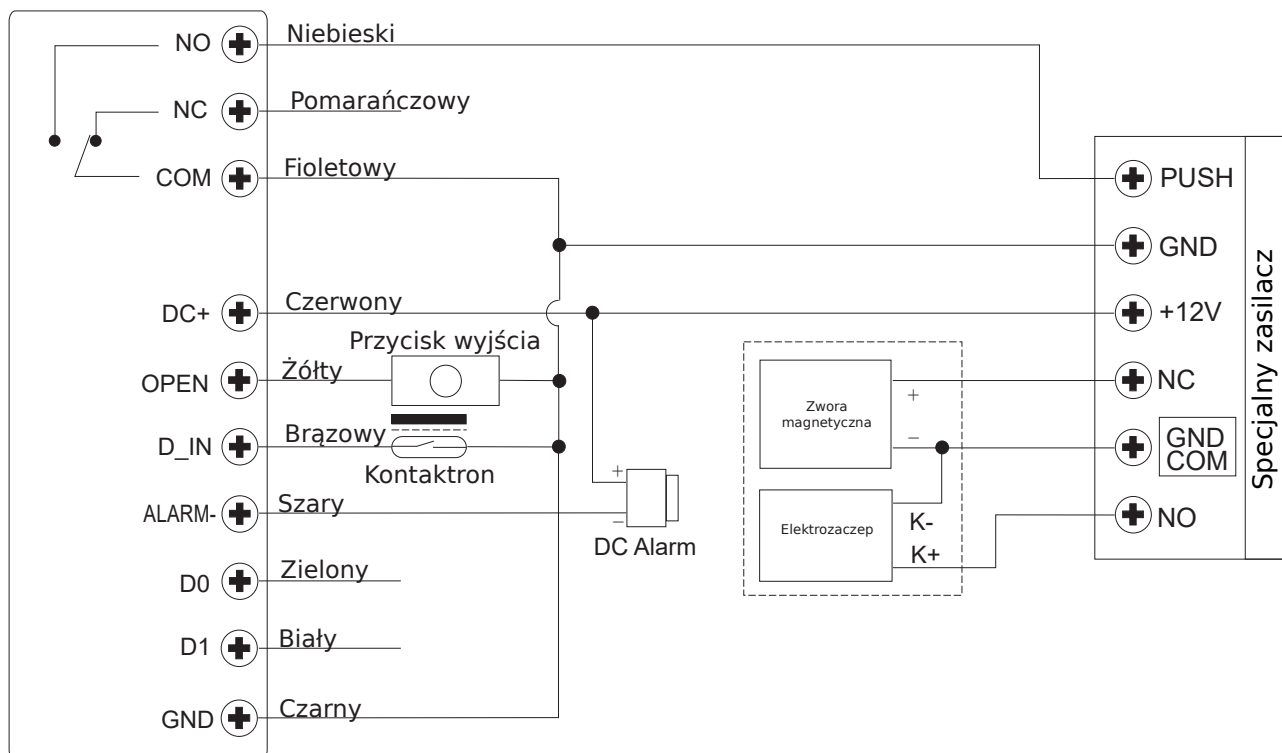 NO Niebieski
NC Pomarańczowy
COM Fioletowy
DC+ Czerwony
Przycisk wyjścia
OPEN Żółty
D_IN Brązowy
Kontaktron
ALARM- Szary
+
–
DC Alarm
D0 Zielony
D1 Biały
GND Czarny
Zwora
magnetyczna
+
–
Elektrozaczep
K-
K+
PUSH
GND
+12V
NC
GND
COM
NO
Specjalny zasilacz